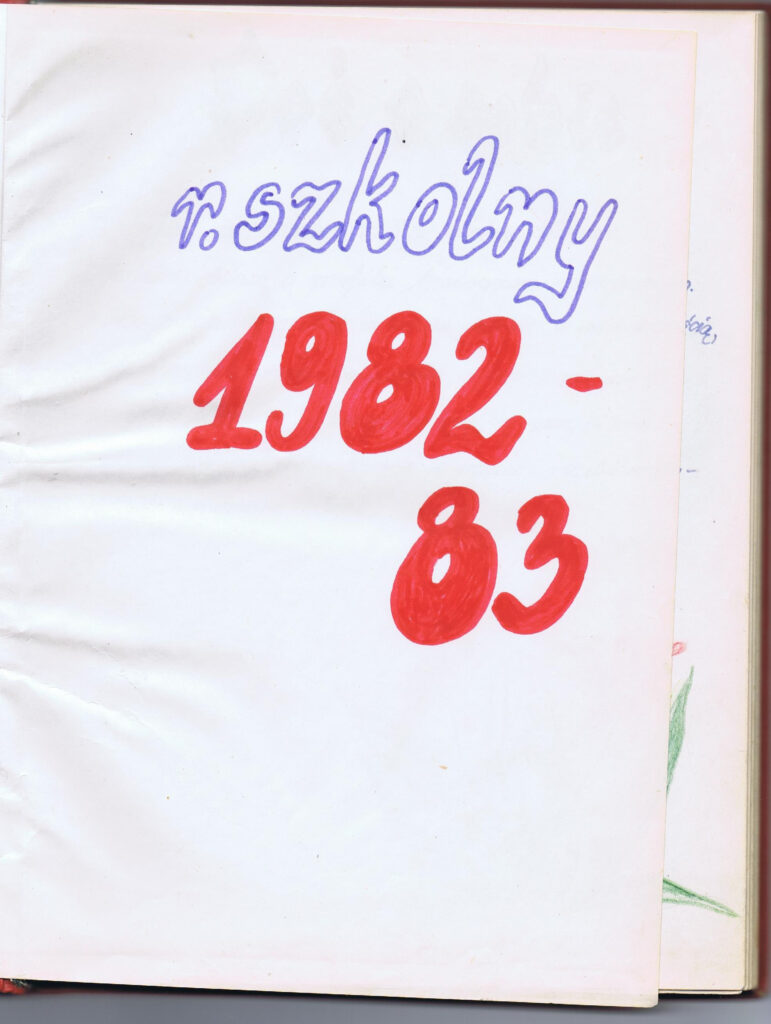 r. szkolny
1982 -
83